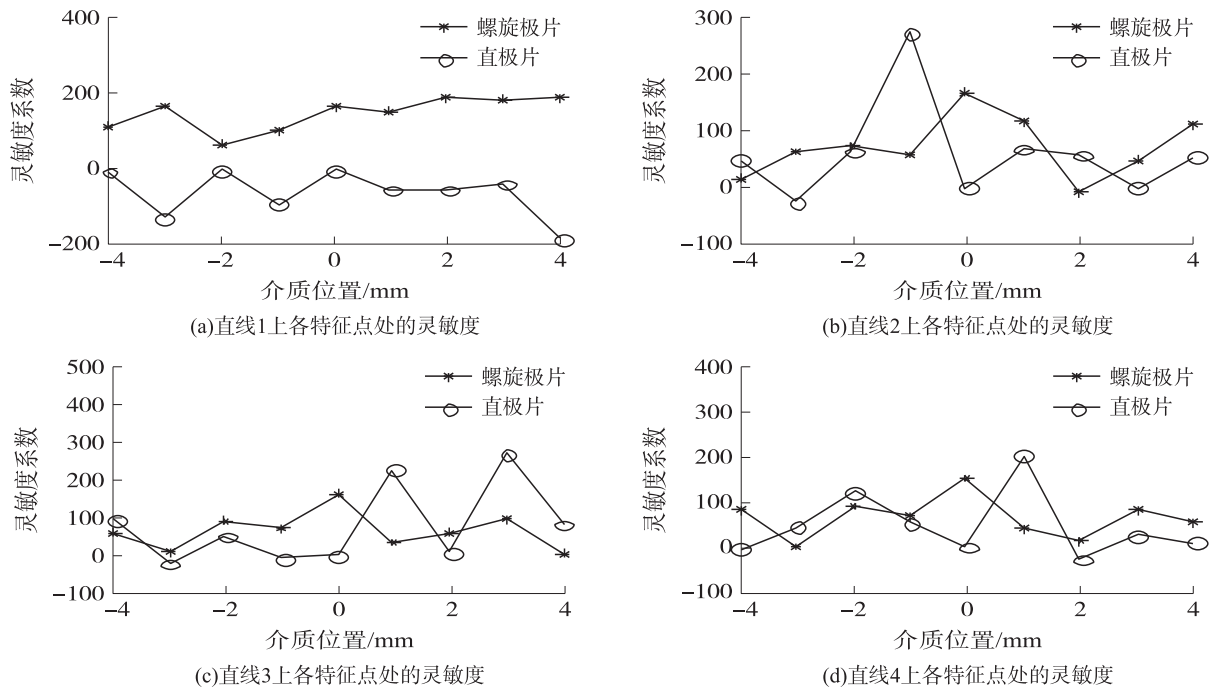 400
200
0
−200
灵敏度系数
螺旋极片
直极片
−4 −2 0 2 4
介质位置/mm
(a)直线1上各特征点处的灵敏度
300
200
100
0
−100
灵敏度系数
螺旋极片
直极片
−4 −2 0 2 4
介质位置/mm
(b)直线2上各特征点处的灵敏度
500
400
300
200
100
0
−100
灵敏度系数
螺旋极片
直极片
−4 −2 0 2 4
介质位置/mm
(c)直线3上各特征点处的灵敏度
400
300
200
100
0
−100
灵敏度系数
螺旋极片
直极片
−4 −2 0 2 4
介质位置/mm
(d)直线4上各特征点处的灵敏度